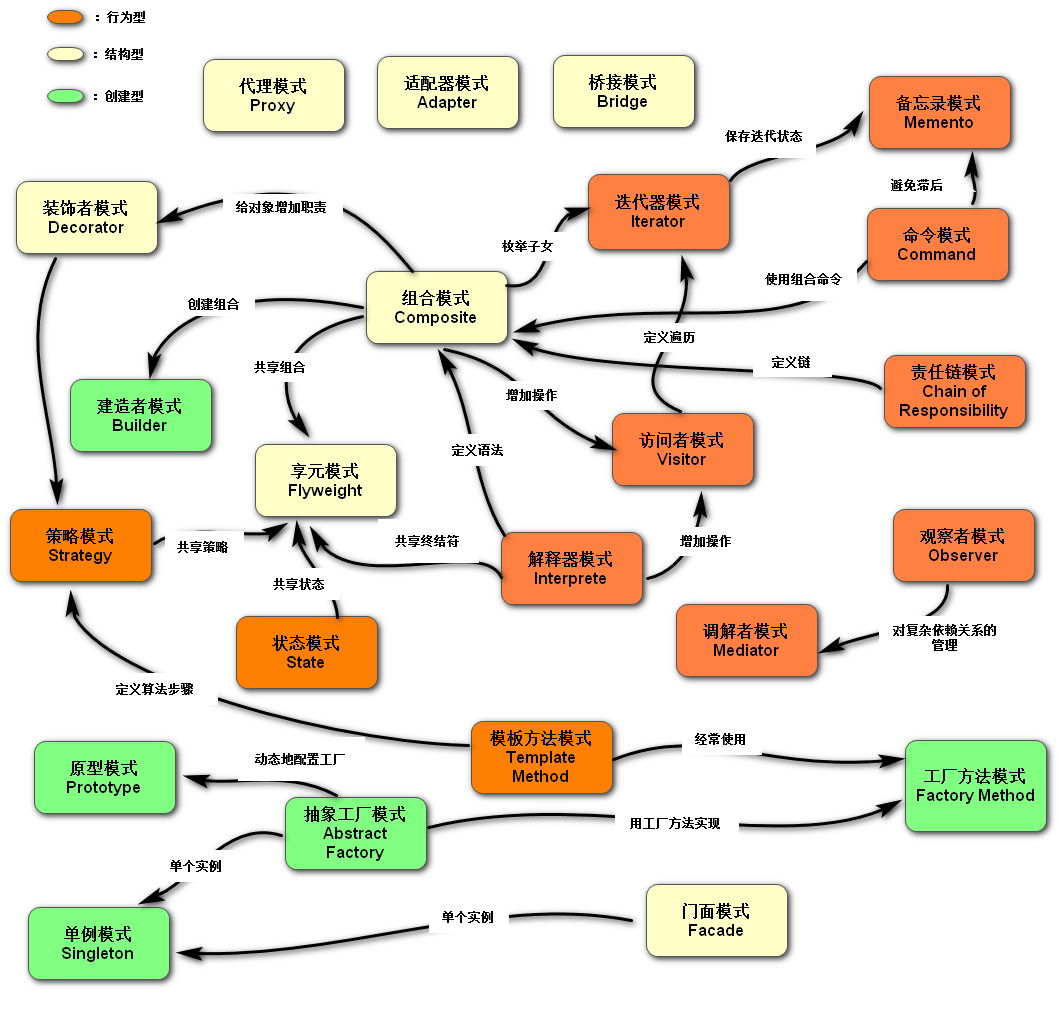 ：行为型
：结构型
：创建型
代理模式
Proxy
适配器模式
Adapter
桥接模式
Bridge
备忘录模式
Memento
保存迭代状态
避免滞后
装饰者模式
Decorator
给对象增加职责
迭代器模式
Iterator
枚举子女
命令模式
Command
使用组合命令
组合模式
Composite
创建组合
共享组合
定义遍历
定义链
责任链模式
Chain of
Responsibility
建造者模式
Builder
增加操作
访问者模式
Visitor
定义语法
享元模式
Flyweight
策略模式
Strategy
共享策略
共享终结符
解释器模式
Interprete
增加操作
观察者模式
Observer
共享状态
状态模式
State
调解者模式
Mediator
对复杂依赖关系的
管理
定义算法步骤
模板方法模式
Template
Method
经常使用
工厂方法模式
Factory Method
原型模式
Prototype
动态地配置工厂
抽象工厂模式
Abstract
Factory
用工厂方法实现
单个实例
单例模式
Singleton
单个实例
门面模式
Facade